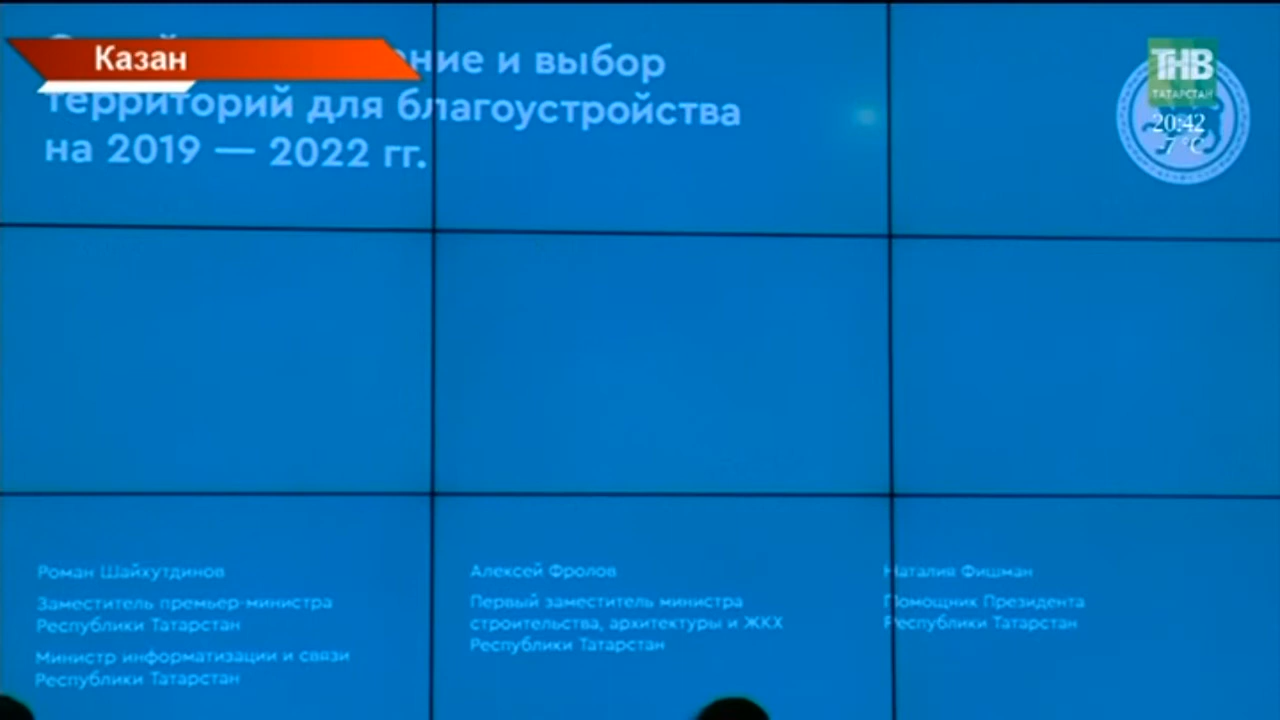 Казан
ние и выбор
территорий для благоустройства
на 2019 — 2022 гг.
ТНВ
ТАТАРСТАН
20:42
-7 °C
Роман Шайхутдинов
Заместитель премьер-министра
Республики Татарстан
Министр информатизации и связи
Республики Татарстан
Алексей Фролов
Первый заместитель министра
строительства, архитектуры и ЖКХ
Республики Татарстан
Наталия Фишман
Помощник Президента
Республики Татарстан